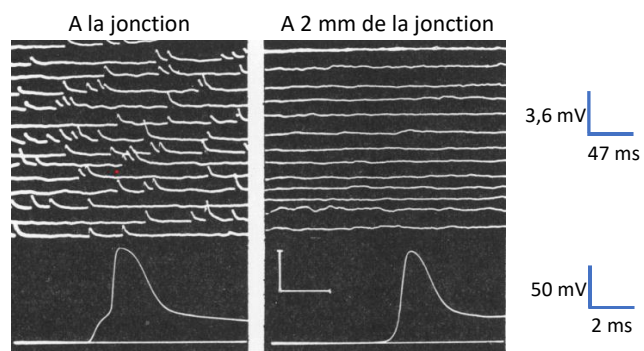 A la jonction
A 2 mm de la jonction
3,6 mV
47 ms
50 mV
2 ms